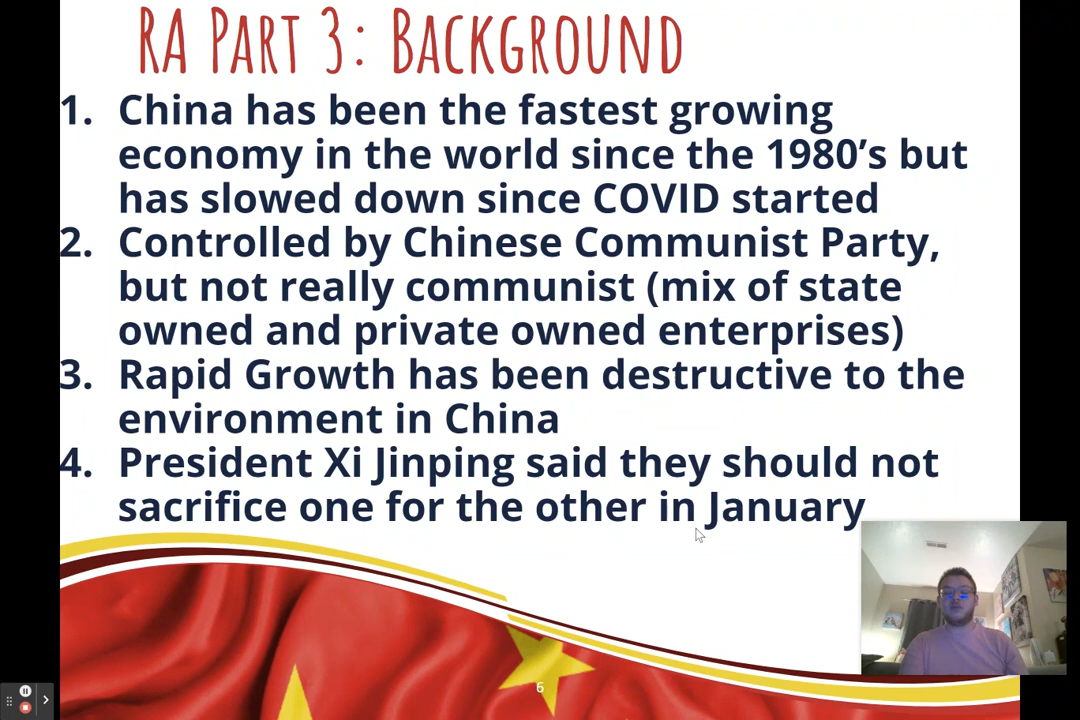 RA Part 3: Background
1. China has been the fastest growing
economy in the world since the 1980’s but
has slowed down since COVID started
2. Controlled by Chinese Communist Party,
but not really communist (mix of state
owned and private owned enterprises)
3. Rapid Growth has been destructive to the
environment in China
4. President Xi Jinping said they should not
sacrifice one for the other in January
6